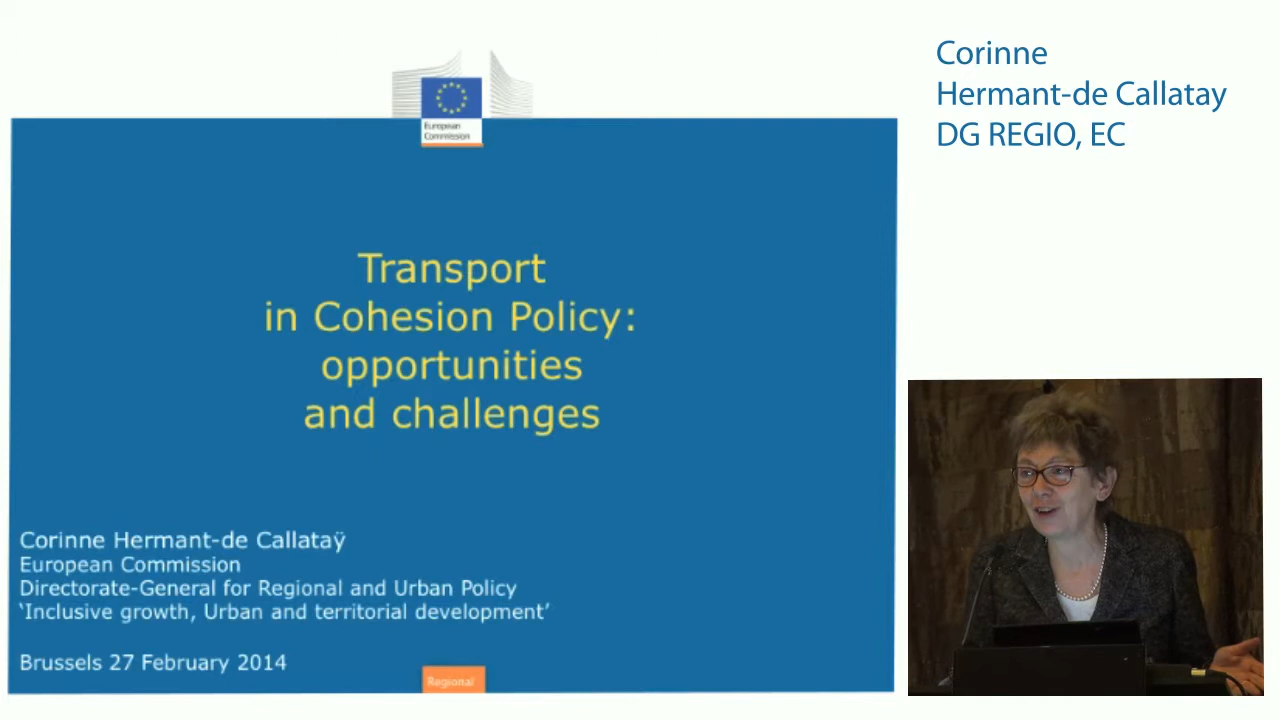 Corinne
Hermant-de Callatay
DG REGIO, EC
European
Commission
Transport
in Cohesion Policy:
opportunities
and challenges
Corinne Hermant-de Callataÿ
European Commission
Directorate-General for Regional and Urban Policy
‘Inclusive growth, Urban and territorial development’
Brussels 27 February 2014
Regional